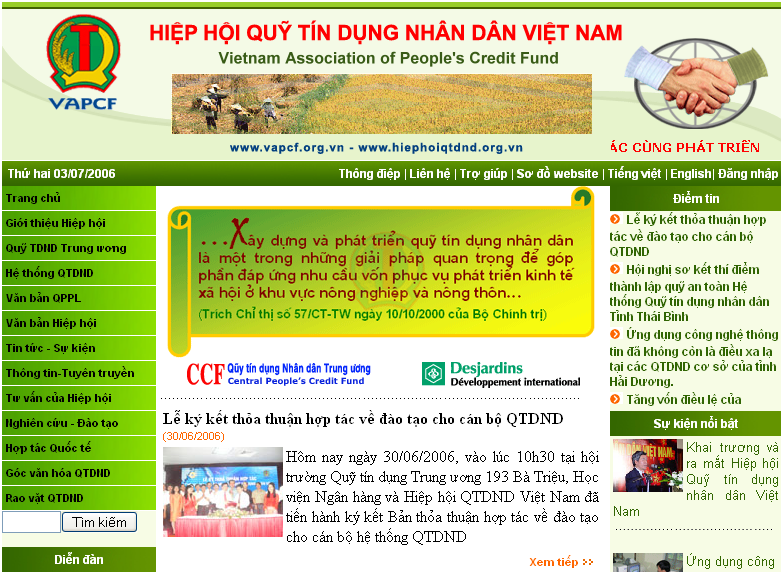 HIỆP HỘI QUỸ TÍN DỤNG NHÂN DÂN VIỆT NAM
Vietnam Association of People's Credit Fund
VAPCF
www.vapcf.org.vn - www.hiephoiqtdnd.org.vn
ÁC CÙNG PHÁT TRIỂN
Thứ hai 03/07/2006
Thông điệp | Liên hệ | Trợ giúp | Sơ đồ website | Tiếng việt | English | Đăng nhập
Trang chủ
Giới thiệu Hiệp hội
Quỹ TDND Trung ương
Hệ thống QTDND
Văn bản QPPL
Văn bản Hiệp hội
Tin tức - Sự kiện
Thông tin-Tuyên truyền
Tư vấn của Hiệp hội
Nghiên cứu - Đào tạo
Hợp tác Quốc tế
Góc văn hóa QTDND
Rao vặt QTDND
Tìm kiếm
Diễn đàn
...Xây dựng và phát triển quỹ tín dụng nhân dân
là một trong những giải pháp quan trọng để góp
phần đáp ứng nhu cầu vốn phục vụ phát triển kinh tế
xã hội ở khu vực nông nghiệp và nông thôn...
(Trích Chỉ thị số 57/CT-TW ngày 10/10/2000 của Bộ Chính trị)
CCF Quỹ tín dụng Nhân dân Trung ương
Central People's Credit Fund
Desjardins
Développement international
Lễ ký kết thỏa thuận hợp tác về đào tạo cho cán bộ QTDND
(30/06/2006)
Hôm nay ngày 30/06/2006, vào lúc 10h30 tại hội
trường Quỹ tín dụng Trung ương 193 Bà Triệu, Học
viện Ngân hàng và Hiệp hội QTDND Việt Nam đã
tiến hành ký kết Bản thỏa thuận hợp tác về đào tạo
cho cán bộ hệ thống QTDND
Xem tiếp >>
Điểm tin
Lễ ký kết thỏa thuận hợp
tác về đào tạo cho cán bộ
QTDND
Hội nghị sơ kết thí điểm
thành lập quỹ an toàn Hệ
thống Quỹ tín dụng nhân dân
Tỉnh Thái Bình
Ứng dụng công nghệ thông
tin đã không còn là điều xa lạ
tại các QTDND cơ sở của tỉnh
Hải Dương.
Tăng vốn điều lệ của
Sự kiện nổi bật
Khai trương và
ra mắt Hiệp hội
Quỹ tín dụng
nhân dân Việt
Nam
Ứng dụng công